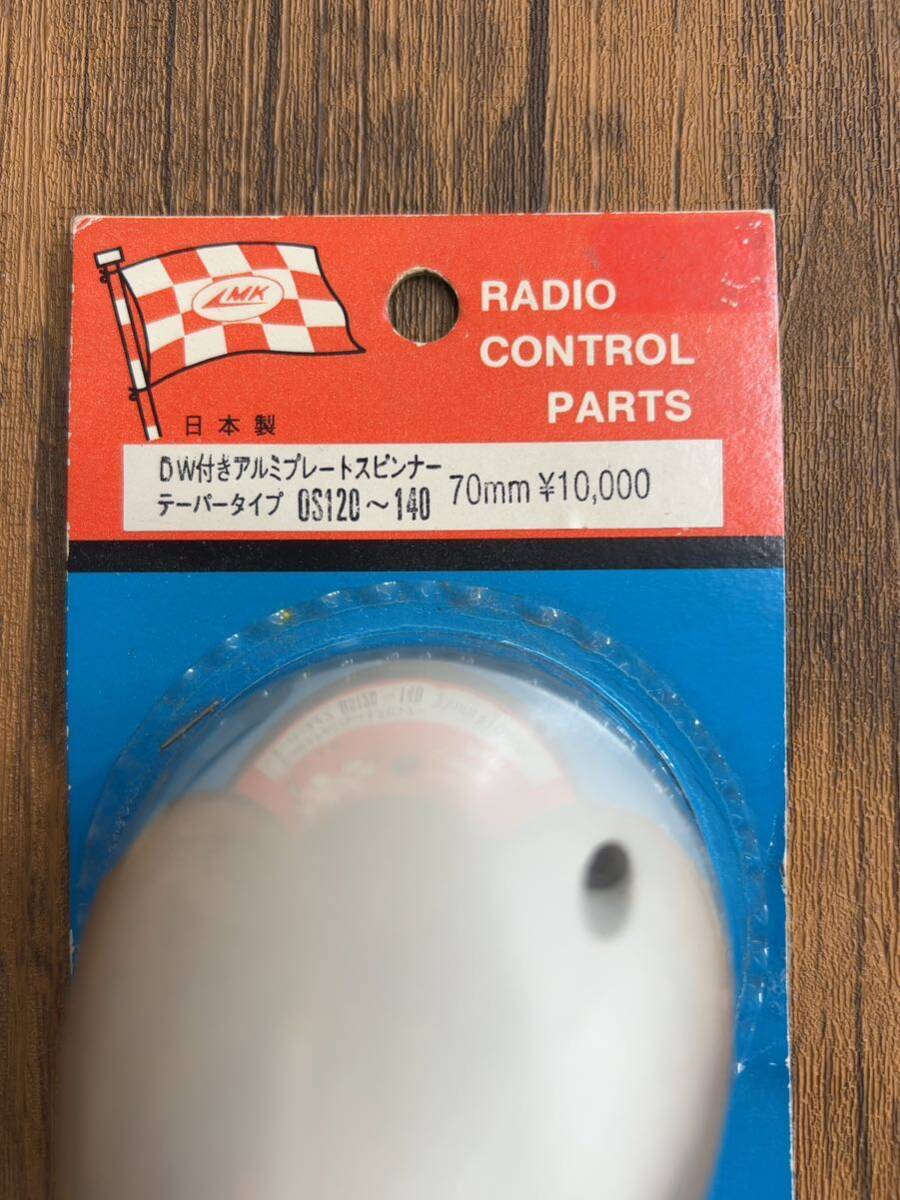 MK
RADIO
CONTROL
PARTS
日本製
DW付きアルミプレートスピンナー
テーパータイプ OS120～140 70mm ¥10,000